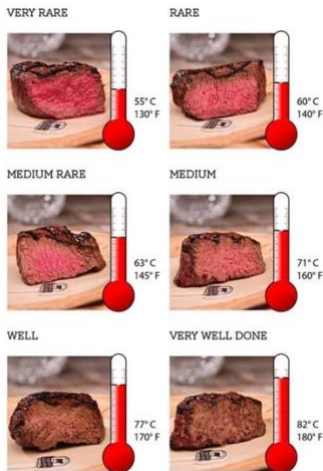 VERY RARE
55° C
130° F
RARE
60° C
140° F
MEDIUM RARE
63° C
145° F
MEDIUM
71° C
160° F
WELL
77° C
170° F
VERY WELL DONE
82° C
180° F